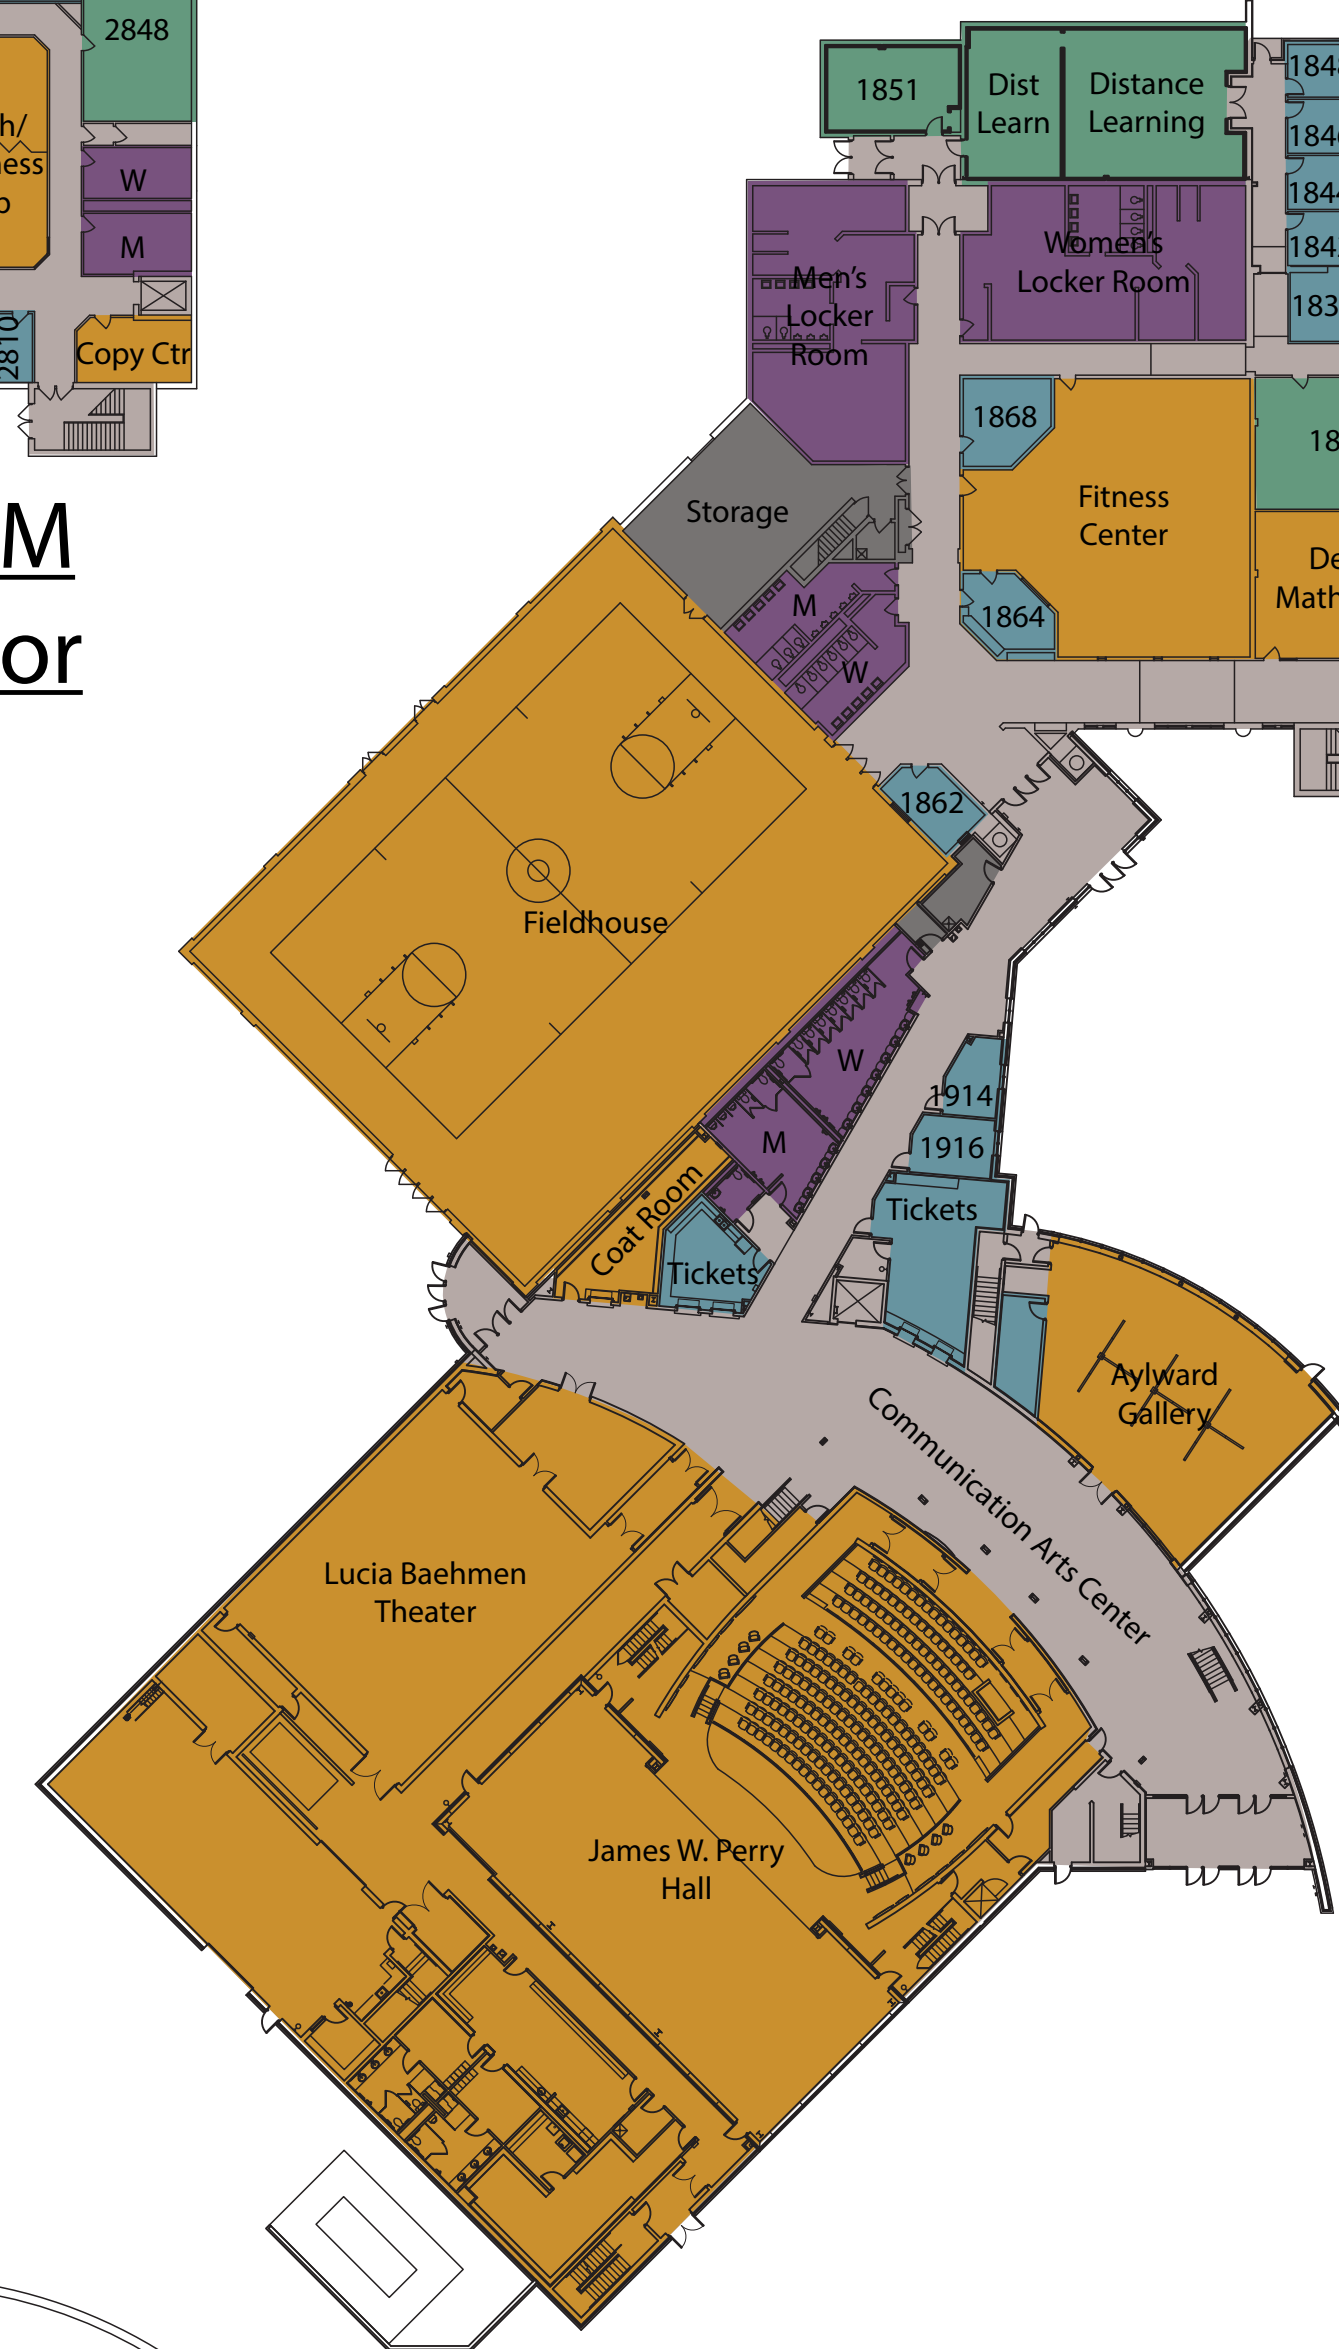 2848
W
M
2810
Copy Ctr
M
or
1851
Dist
Learn
Distance
Learning
Men's
Locker
Room
Women's
Locker Room
1868
Storage
Fitness
Center
1864
M
W
1862
Fieldhouse
W
M
1914
1916
Tickets
Coat Room
Tickets
Aylward
Gallery
Communication Arts Center
Lucia Baehmen
Theater
James W. Perry
Hall